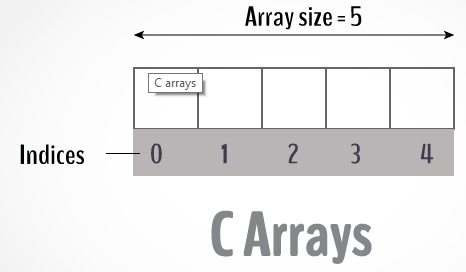 Array size = 5
C arrays
Indices 0 1 2 3 4
C Arrays